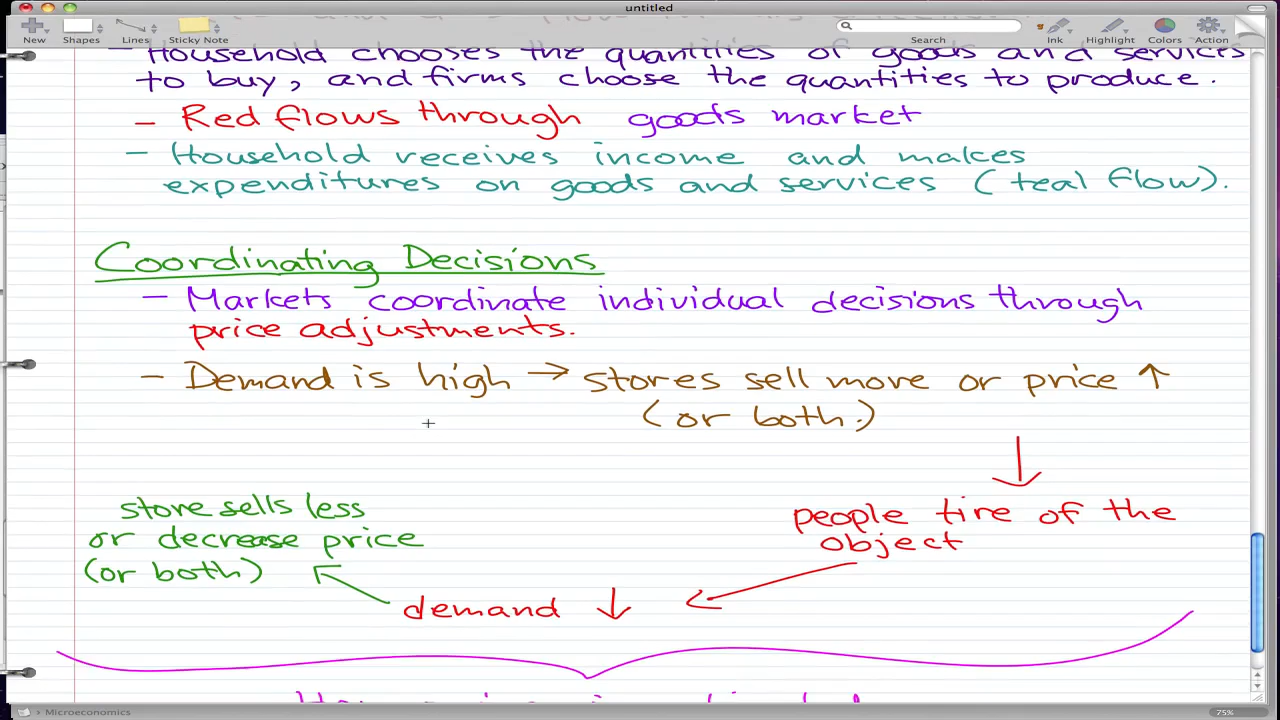 untitled
New
Shapes
Lines
Sticky Note
Search
Ink
Highlight
Colors
Action
- Household chooses the quantities of goods and services
to buy, and firms choose the quantities to produce.
- Red flows through goods market
- Household receives income and makes
expenditures on goods and services (teal flow).
Coordinating Decisions
- Markets coordinate individual decisions through
price adjustments.
- Demand is high → stores sell more or price ↑
(or both.)
people tire of the
object
demand ↓
store sells less
or decrease price
(or both)
Microeconomics
75%